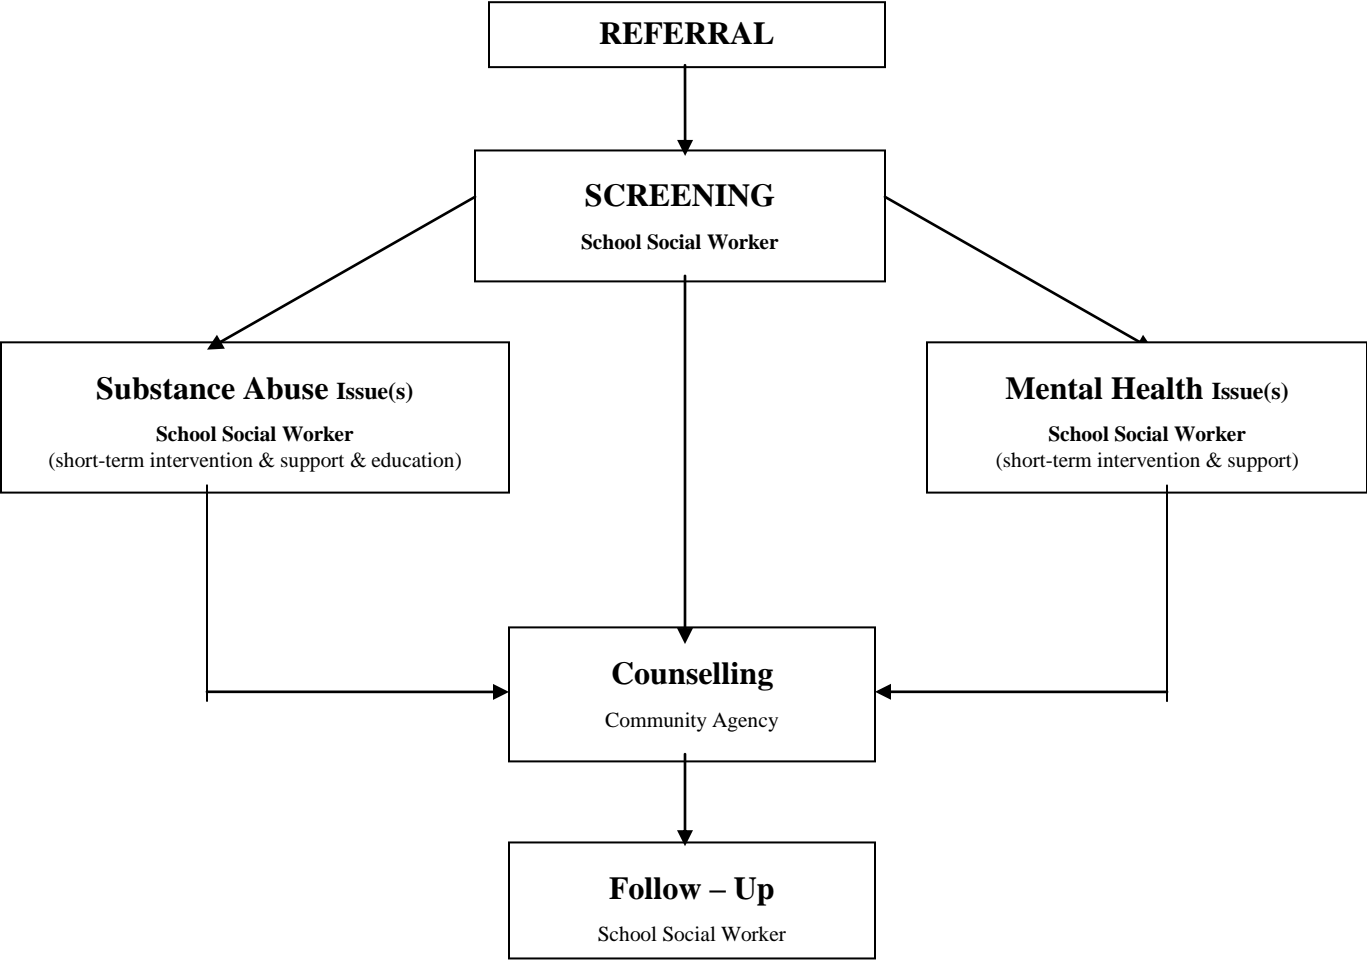 REFERRAL
SCREENING
School Social Worker
Substance Abuse Issue(s)
School Social Worker
(short-term intervention & support & education)
Mental Health Issue(s)
School Social Worker
(short-term intervention & support)
Counselling
Community Agency
Follow – Up
School Social Worker